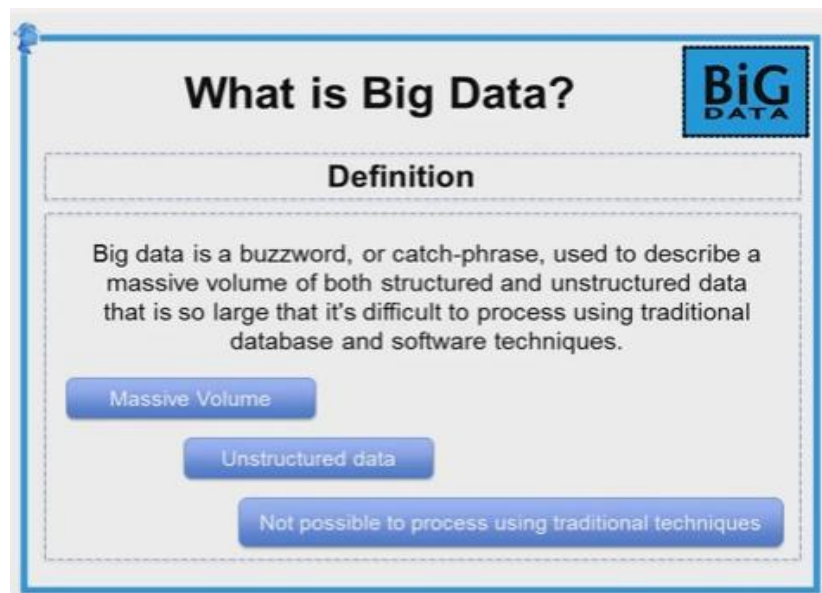 What is Big Data?
BiG
DATA
Definition
Big data is a buzzword, or catch-phrase, used to describe a
massive volume of both structured and unstructured data
that is so large that it's difficult to process using traditional
database and software techniques.
Massive Volume
Unstructured data
Not possible to process using traditional techniques